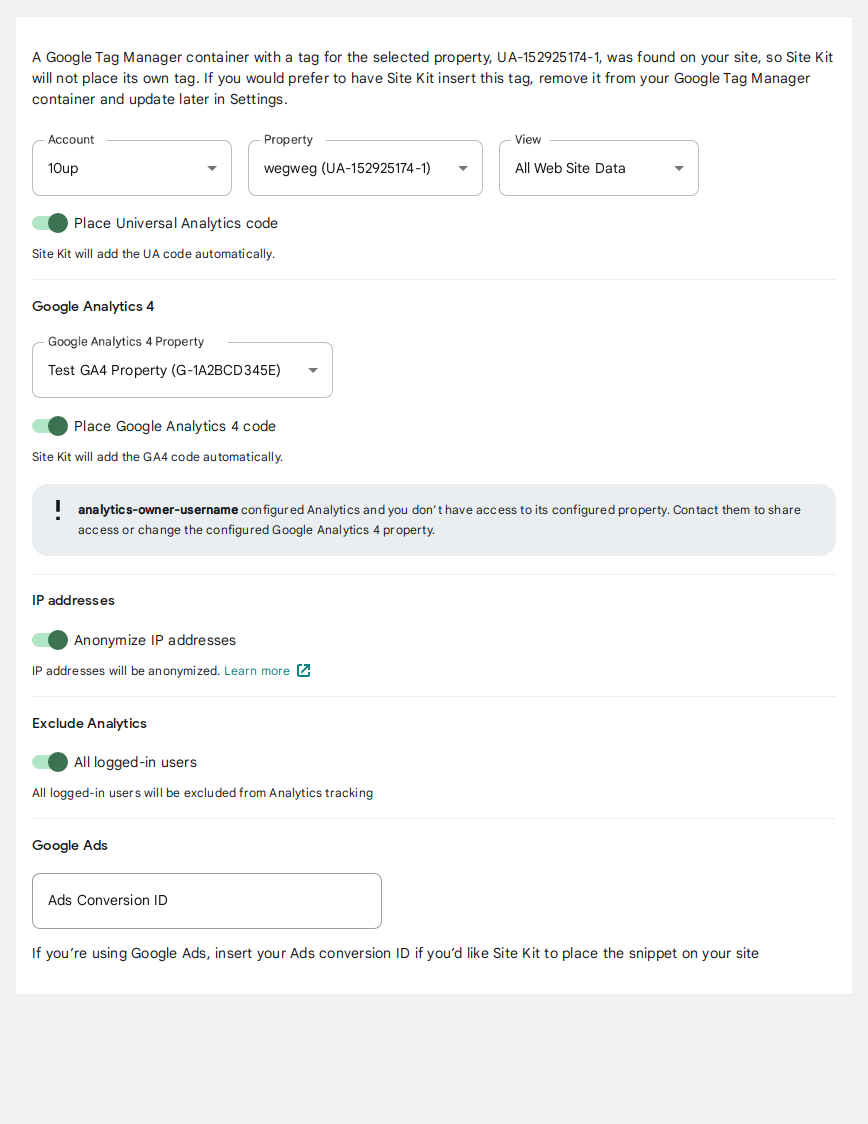 A Google Tag Manager container with a tag for the selected property, UA-152925174-1, was found on your site, so Site Kit
will not place its own tag. If you would prefer to have Site Kit insert this tag, remove it from your Google Tag Manager
container and update later in Settings.
Account
10up
Property
wegweg (UA-152925174-1)
View
All Web Site Data
Place Universal Analytics code
Site Kit will add the UA code automatically.
Google Analytics 4
Google Analytics 4 Property
Test GA4 Property (G-1A2BCD345E)
Place Google Analytics 4 code
Site Kit will add the GA4 code automatically.
analytics-owner-username configured Analytics and you don’t have access to its configured property. Contact them to share
access or change the configured Google Analytics 4 property.
IP addresses
Anonymize IP addresses
IP addresses will be anonymized. Learn more
Exclude Analytics
All logged-in users
All logged-in users will be excluded from Analytics tracking
Google Ads
Ads Conversion ID
If you’re using Google Ads, insert your Ads conversion ID if you’d like Site Kit to place the snippet on your site